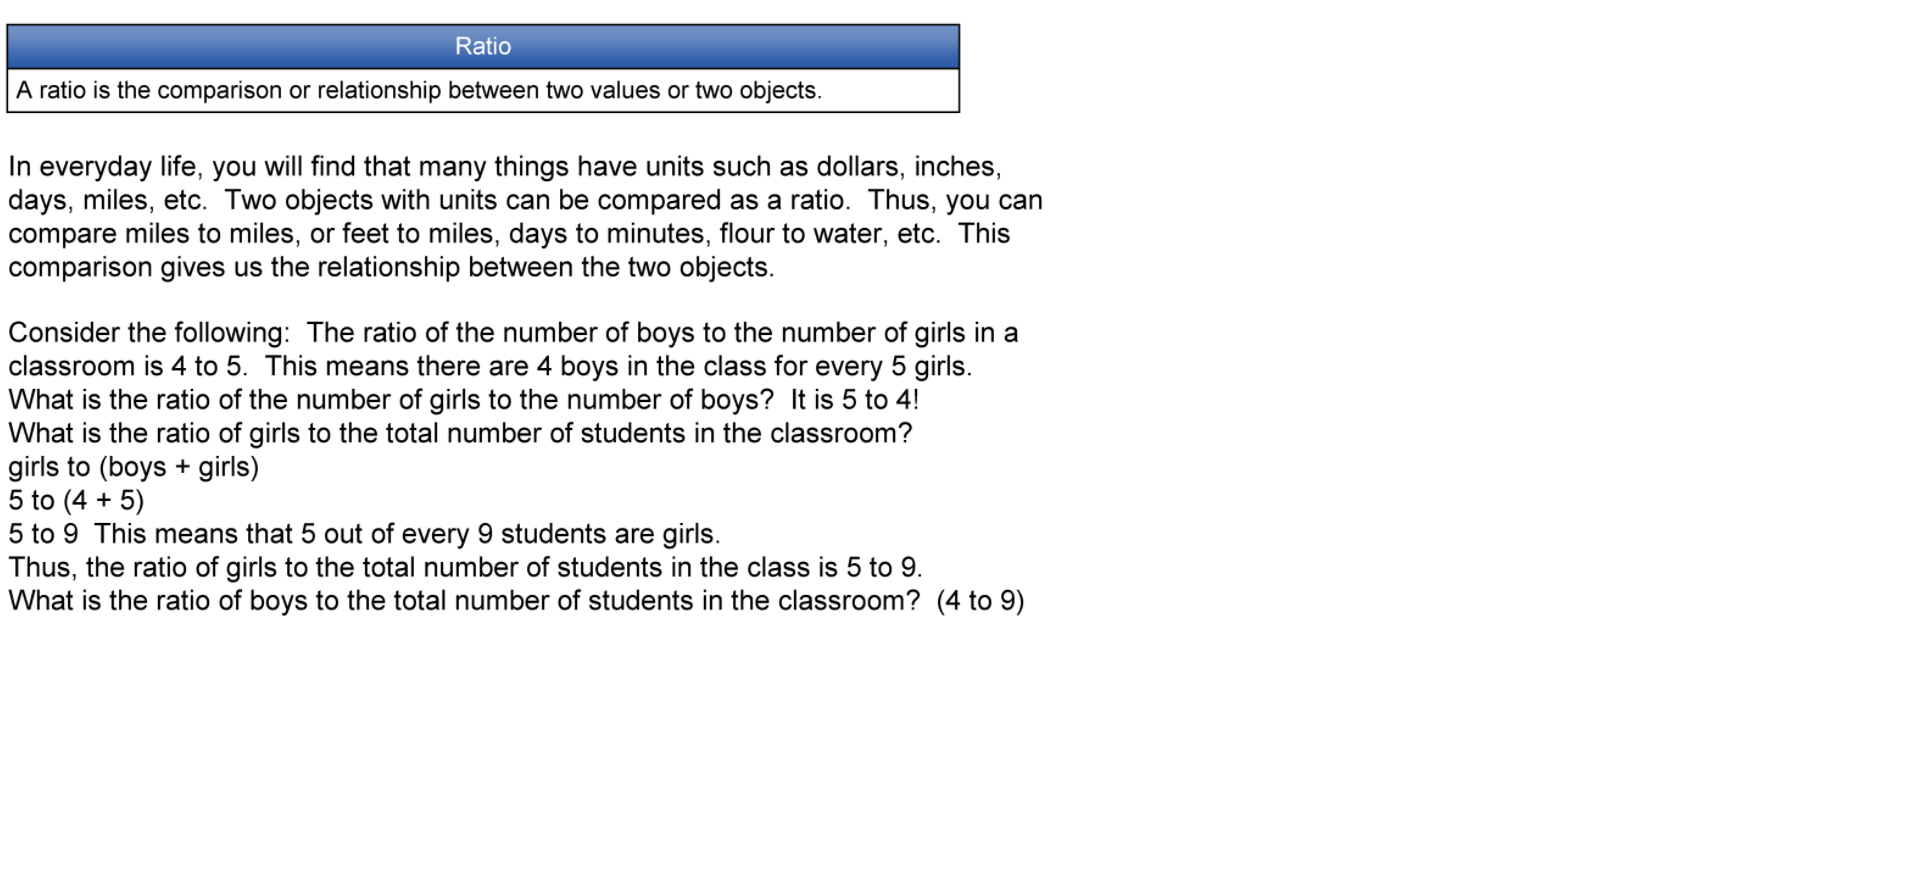 Ratio
A ratio is the comparison or relationship between two values or two objects.
In everyday life, you will find that many things have units such as dollars, inches,
days, miles, etc.  Two objects with units can be compared as a ratio.  Thus, you can
compare miles to miles, or feet to miles, days to minutes, flour to water, etc.  This
comparison gives us the relationship between the two objects.
Consider the following:  The ratio of the number of boys to the number of girls in a
classroom is 4 to 5.  This means there are 4 boys in the class for every 5 girls.
What is the ratio of the number of girls to the number of boys?  It is 5 to 4!
What is the ratio of girls to the total number of students in the classroom?
girls to (boys + girls)
5 to (4 + 5)
5 to 9  This means that 5 out of every 9 students are girls.
Thus, the ratio of girls to the total number of students in the class is 5 to 9.
What is the ratio of boys to the total number of students in the classroom?  (4 to 9)